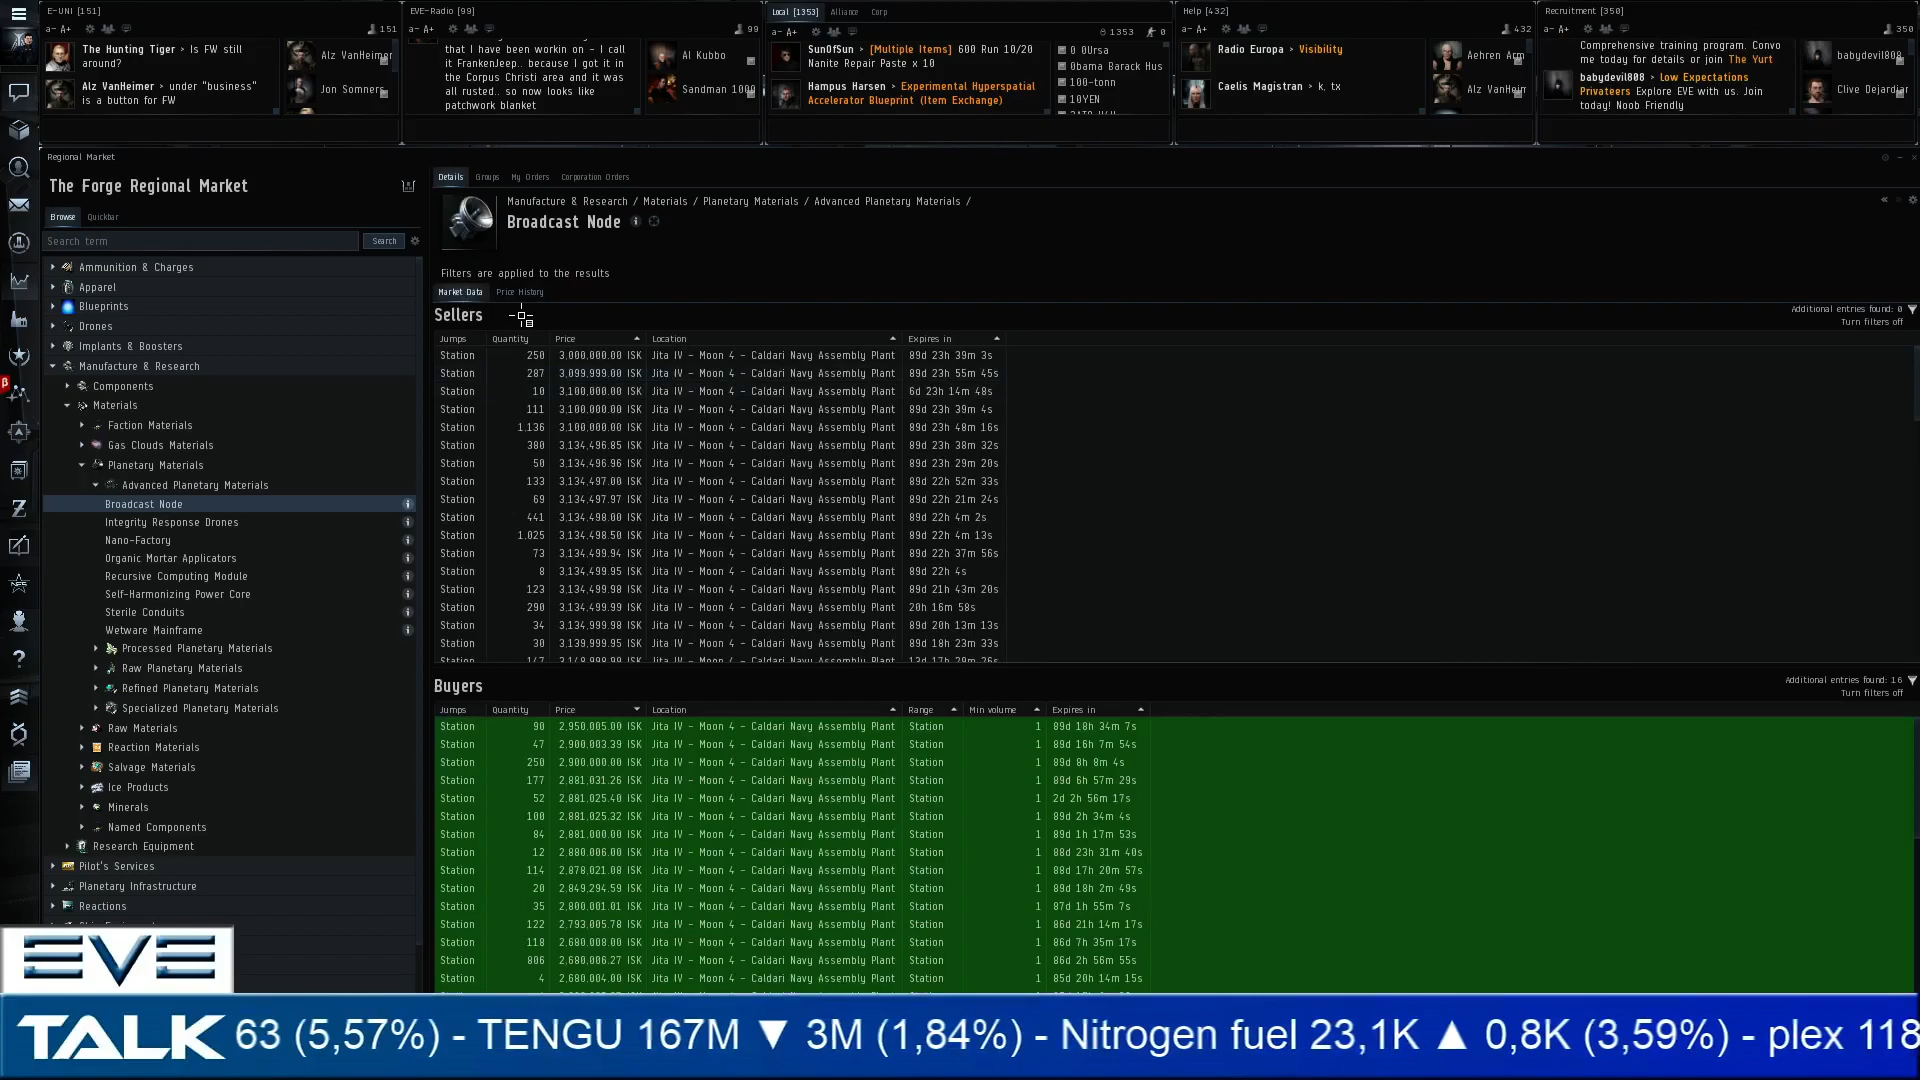 E-UNI [151]
a- A+
151
The Hunting Tiger > Is FW still
around?
Alz VanHeimer > under "business"
is a button for FW
Alz VanHeimer
Jon Somners
EVE-Radio [99]
a- A+
99
that I have been workin on – I call
it FrankenJeep.. because I got it in
the Corpus Christi area and it was
all rusted.. so now looks like
patchwork blanket
Al Kubbo
Sandman 1000
Local [1353] Alliance Corp
a- A+
1353 0
SunOfSun > [Multiple Items] 600 Run 10/20
Nanite Repair Paste x 10
Hampus Harsen > Experimental Hyperspatial
Accelerator Blueprint (Item Exchange)
0 0Ursa
0bama Barack Hus
100-tonn
10YEN
Help [432]
a- A+
432
Radio Europa > Visibility
Caelis Magistran > k, tx
Aehren Arm
Alz VanHeim
Recruitment [350]
a- A+
350
Comprehensive training program. Convo
me today for details or join The Yurt
babydevil808 > Low Expectations
Privateers Explore EVE with us. Join
today! Noob Friendly
babydevil808
Clive Dejardin
Regional Market
The Forge Regional Market
Browse Quickbar
Search term
Search
Ammunition & Charges
Apparel
Blueprints
Drones
Implants & Boosters
Manufacture & Research
Components
Materials
Faction Materials
Gas Clouds Materials
Planetary Materials
Advanced Planetary Materials
Broadcast Node
Integrity Response Drones
Nano-Factory
Organic Mortar Applicators
Recursive Computing Module
Self-Harmonizing Power Core
Sterile Conduits
Wetware Mainframe
Processed Planetary Materials
Raw Planetary Materials
Refined Planetary Materials
Specialized Planetary Materials
Raw Materials
Reaction Materials
Salvage Materials
Ice Products
Minerals
Named Components
Research Equipment
Pilot's Services
Planetary Infrastructure
Reactions
Details Groups My Orders Corporation Orders
Manufacture & Research / Materials / Planetary Materials / Advanced Planetary Materials /
Broadcast Node
Filters are applied to the results
Market Data Price History
Sellers
Additional entries found: 0
Turn filters off
Jumps Quantity Price Location Expires in
Station 250 3,000,000.00 ISK Jita IV - Moon 4 - Caldari Navy Assembly Plant 89d 23h 39m 3s
Station 287 3,099,999.00 ISK Jita IV - Moon 4 - Caldari Navy Assembly Plant 89d 23h 55m 45s
Station 10 3,100,000.00 ISK Jita IV - Moon 4 - Caldari Navy Assembly Plant 6d 23h 14m 48s
Station 111 3,100,000.00 ISK Jita IV - Moon 4 - Caldari Navy Assembly Plant 89d 23h 39m 4s
Station 1,136 3,100,000.00 ISK Jita IV - Moon 4 - Caldari Navy Assembly Plant 89d 23h 48m 16s
Station 380 3,134,496.85 ISK Jita IV - Moon 4 - Caldari Navy Assembly Plant 89d 23h 38m 32s
Station 50 3,134,496.96 ISK Jita IV - Moon 4 - Caldari Navy Assembly Plant 89d 23h 29m 20s
Station 133 3,134,497.00 ISK Jita IV - Moon 4 - Caldari Navy Assembly Plant 89d 22h 52m 33s
Station 69 3,134,497.97 ISK Jita IV - Moon 4 - Caldari Navy Assembly Plant 89d 22h 21m 24s
Station 441 3,134,498.00 ISK Jita IV - Moon 4 - Caldari Navy Assembly Plant 89d 22h 4m 2s
Station 1,025 3,134,498.50 ISK Jita IV - Moon 4 - Caldari Navy Assembly Plant 89d 22h 4m 13s
Station 73 3,134,499.94 ISK Jita IV - Moon 4 - Caldari Navy Assembly Plant 89d 22h 37m 56s
Station 8 3,134,499.95 ISK Jita IV - Moon 4 - Caldari Navy Assembly Plant 89d 22h 4s
Station 123 3,134,499.98 ISK Jita IV - Moon 4 - Caldari Navy Assembly Plant 89d 21h 43m 20s
Station 290 3,134,499.99 ISK Jita IV - Moon 4 - Caldari Navy Assembly Plant 20h 16m 58s
Station 34 3,134,999.98 ISK Jita IV - Moon 4 - Caldari Navy Assembly Plant 89d 20h 13m 13s
Station 30 3,139,999.95 ISK Jita IV - Moon 4 - Caldari Navy Assembly Plant 89d 18h 23m 33s
Station 147 3,148,998.99 ISK Jita IV - Moon 4 - Caldari Navy Assembly Plant 13d 17h 29m 26s
Buyers
Additional entries found: 16
Turn filters off
Jumps Quantity Price Location Range Min volume Expires in
Station 90 2,950,005.00 ISK Jita IV - Moon 4 - Caldari Navy Assembly Plant Station 1 89d 18h 34m 7s
Station 47 2,900,003.39 ISK Jita IV - Moon 4 - Caldari Navy Assembly Plant Station 1 89d 16h 7m 54s
Station 250 2,900,000.00 ISK Jita IV - Moon 4 - Caldari Navy Assembly Plant Station 1 89d 8h 8m 4s
Station 177 2,881,031.26 ISK Jita IV - Moon 4 - Caldari Navy Assembly Plant Station 1 89d 6h 57m 29s
Station 52 2,881,025.40 ISK Jita IV - Moon 4 - Caldari Navy Assembly Plant Station 1 2d 2h 56m 17s
Station 100 2,881,025.32 ISK Jita IV - Moon 4 - Caldari Navy Assembly Plant Station 1 89d 2h 34m 4s
Station 84 2,881,000.00 ISK Jita IV - Moon 4 - Caldari Navy Assembly Plant Station 1 89d 1h 17m 53s
Station 12 2,880,006.00 ISK Jita IV - Moon 4 - Caldari Navy Assembly Plant Station 1 88d 23h 31m 40s
Station 114 2,878,021.08 ISK Jita IV - Moon 4 - Caldari Navy Assembly Plant Station 1 88d 17h 20m 57s
Station 20 2,849,294.59 ISK Jita IV - Moon 4 - Caldari Navy Assembly Plant Station 1 89d 18h 2m 49s
Station 35 2,800,001.01 ISK Jita IV - Moon 4 - Caldari Navy Assembly Plant Station 1 87d 1h 55m 7s
Station 122 2,793,005.78 ISK Jita IV - Moon 4 - Caldari Navy Assembly Plant Station 1 86d 21h 14m 17s
Station 118 2,680,008.00 ISK Jita IV - Moon 4 - Caldari Navy Assembly Plant Station 1 86d 7h 35m 17s
Station 806 2,680,006.27 ISK Jita IV - Moon 4 - Caldari Navy Assembly Plant Station 1 86d 2h 56m 55s
Station 4 2,680,004.00 ISK Jita IV - Moon 4 - Caldari Navy Assembly Plant Station 1 85d 20h 14m 15s
EVE
TALK 63 (5,57%) - TENGU 167M ▼ 3M (1,84%) - Nitrogen fuel 23,1K ▲ 0,8K (3,59%) - plex 118